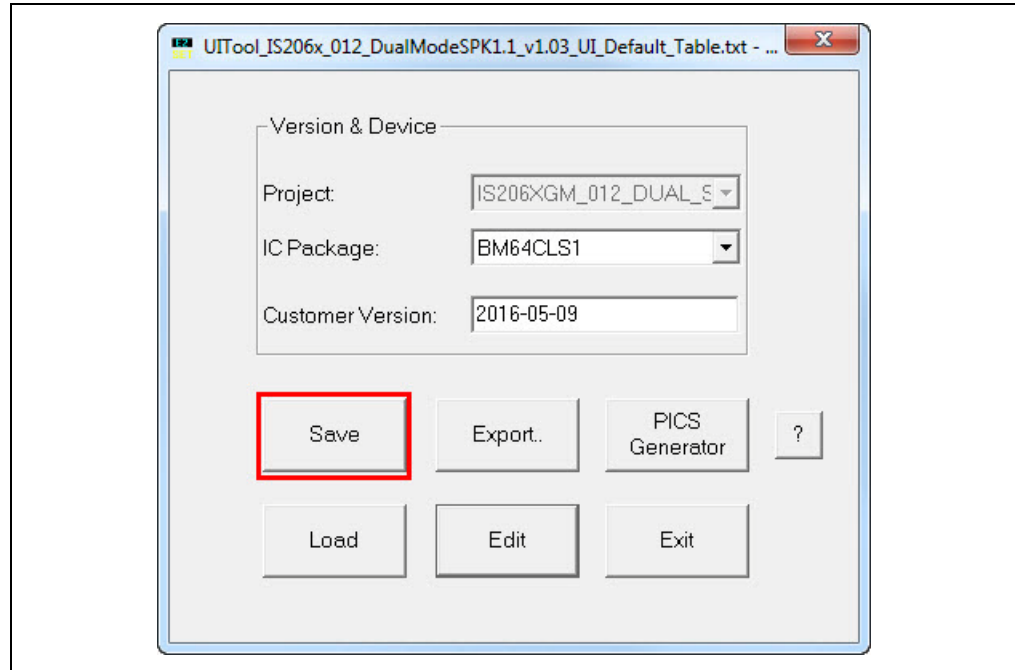 UITool_IS206x_012_DualModeSPK1.1_v1.03_UI_Default_Table.txt - ...
Version & Device
Project: IS206XGM_012_DUAL_S
IC Package: BM64CLS1
Customer Version: 2016-05-09
Save Export.. PICS Generator ?
Load Edit Exit